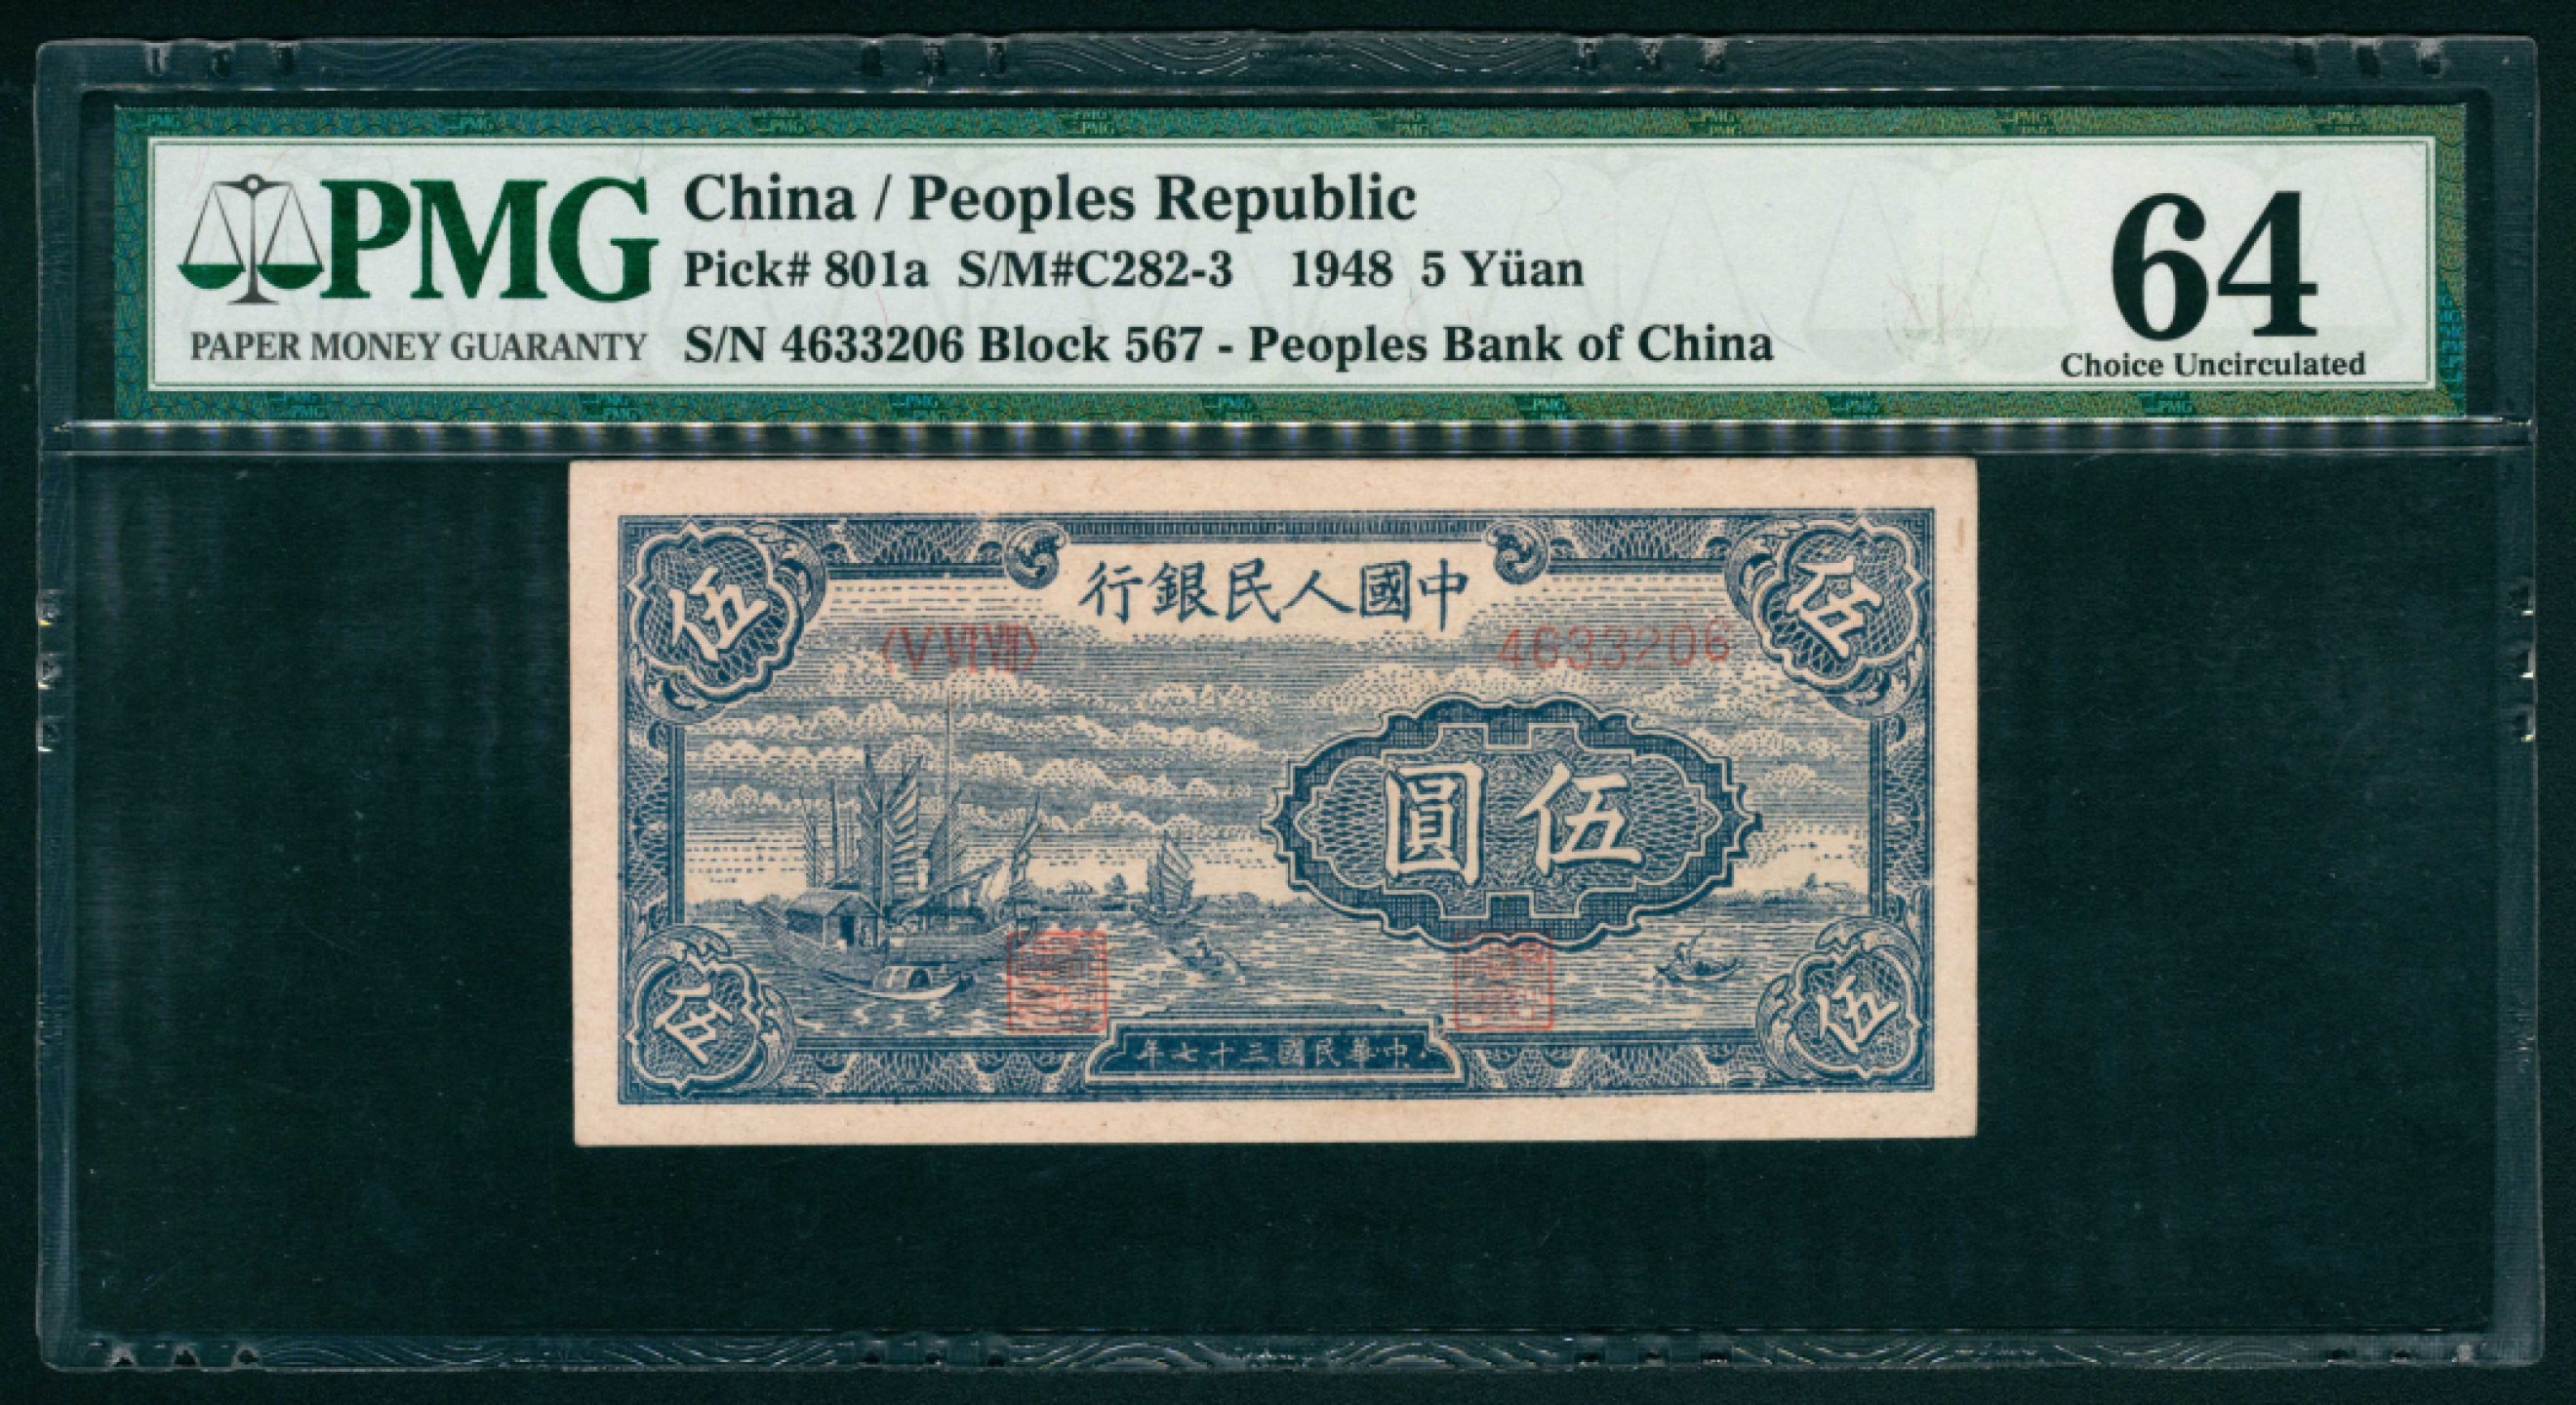 PMG
PAPER MONEY GUARANTY
China / Peoples Republic
Pick# 801a S/M#C282-3 1948 5 Yüan
S/N 4633206 Block 567 - Peoples Bank of China
64
Choice Uncirculated
行銀民人國中
伍
伍
(V VI VII)
4633206
圓伍
伍
伍
年七十三國民華中